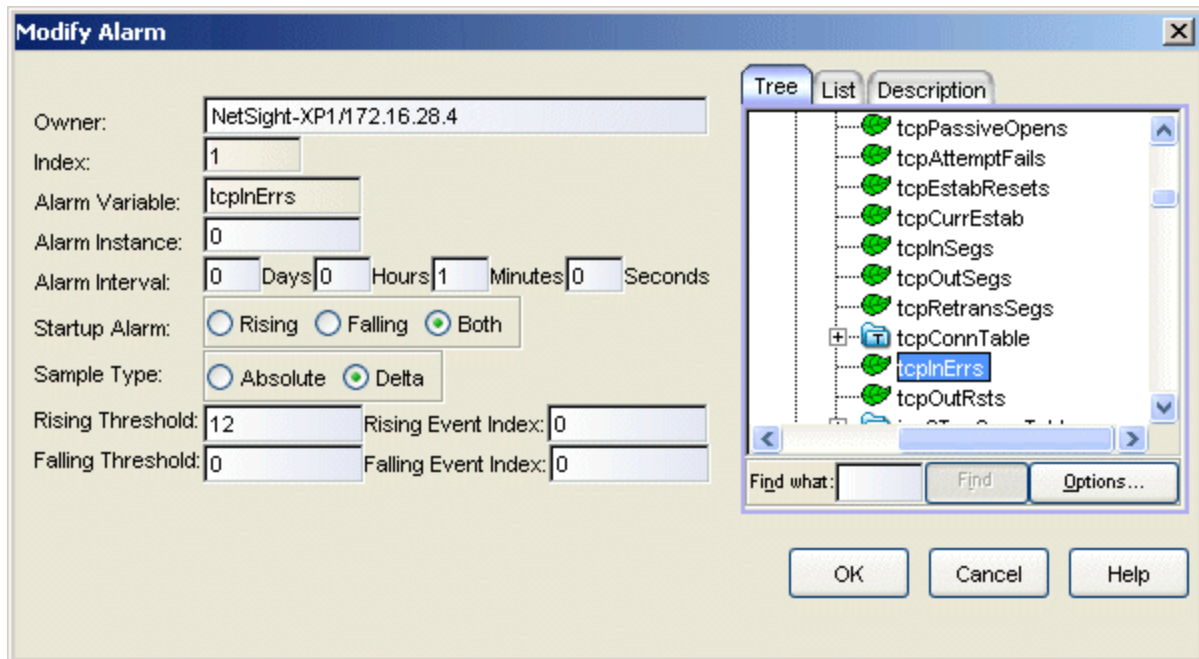 Modify Alarm
Owner: NetSight-XP1/172.16.28.4
Index: 1
Alarm Variable: tcpInErrs
Alarm Instance: 0
Alarm Interval: 0 Days 0 Hours 1 Minutes 0 Seconds
Startup Alarm: Rising Falling Both
Sample Type: Absolute Delta
Rising Threshold: 12 Rising Event Index: 0
Falling Threshold: 0 Falling Event Index: 0
Tree List Description
tcpPassiveOpens
tcpAttemptFails
tcpEstabResets
tcpCurrEstab
tcpInSegs
tcpOutSegs
tcpRetransSegs
T tcpConnTable
tcpInErrs
tcpOutRsts
Find what: Find Options...
OK Cancel Help